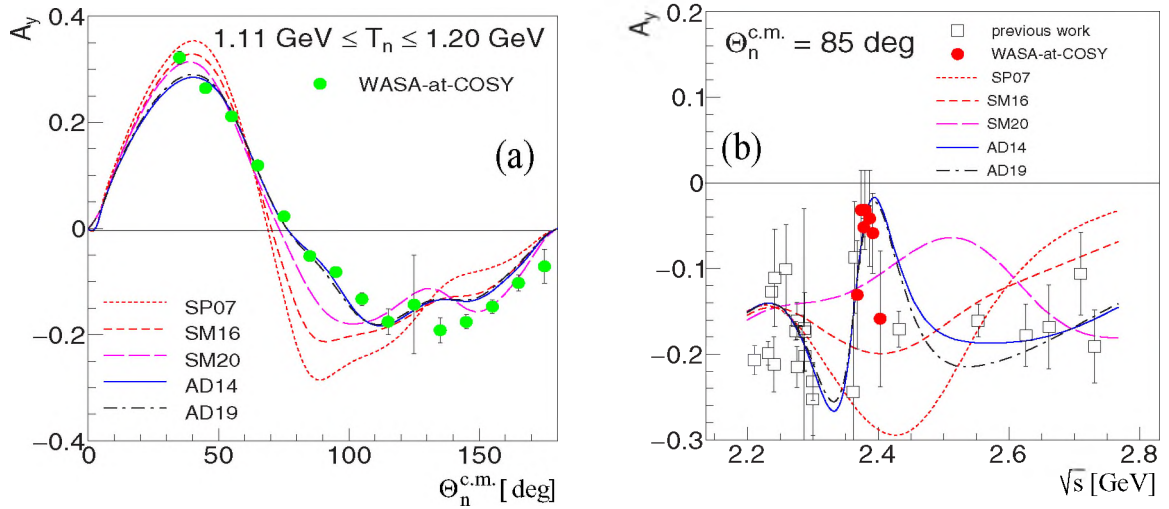 A_y
0.4
0.2
0
−0.2
−0.4
1.11 GeV ≤ T_n ≤ 1.20 GeV
WASA-at-COSY
(a)
SP07
SM16
SM20
AD14
AD19
0 50 100 150
Θ_n^{c.m.} [deg]
A_y
0.2
0.1
0
−0.1
−0.2
−0.3
Θ_n^{c.m.} = 85 deg
previous work
WASA-at-COSY
SP07
SM16
SM20
AD14
AD19
(b)
2.2 2.4 2.6 2.8
√s [GeV]